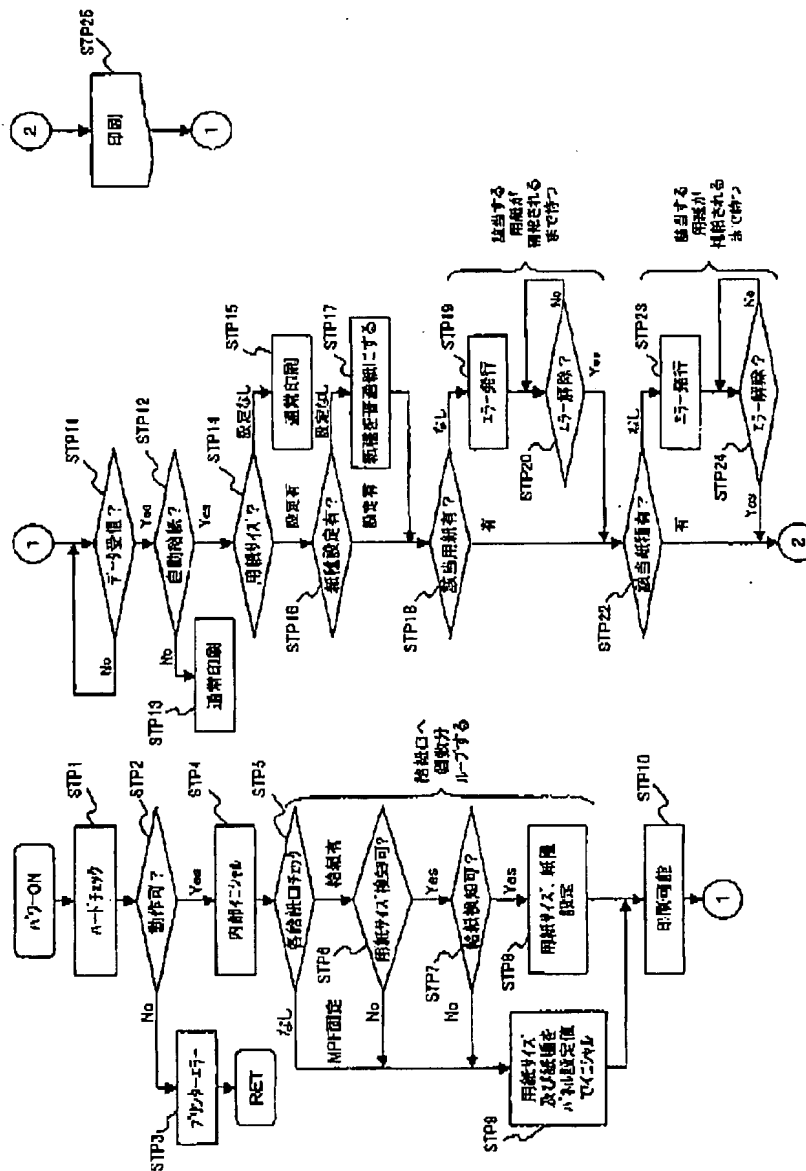 パワーON
STP1
ハードチェック
STP2
動作可?
No
Yes
STP3
プリンターエラー
RET
STP4
内部イニシャル
STP5
各給紙口チェック
なし
給紙有
MPF固定
給紙口へ
個数分
ループする
STP6
用紙サイズ検知可?
No
Yes
STP7
給紙検知可?
No
Yes
STP8
用紙サイズ、紙種
設定
STP9
用紙サイズ
及び紙種を
パネル設定値
でイニシャル
STP10
印刷可能
1
1
STP11
データ受信?
No
Yes
STP12
自動給紙?
No
Yes
STP13
通常印刷
STP14
用紙サイズ?
設定なし
設定有
STP15
通常印刷
STP16
紙種設定有?
設定なし
設定有
STP17
紙種を普通紙にする
STP18
該当用紙有?
なし
有
STP19
エラー発行
STP20
エラー解除?
No
Yes
該当する
用紙が
補給される
まで待つ
STP22
該当紙種有?
なし
有
STP23
エラー発行
STP24
エラー解除?
No
Yes
該当する
用紙が
補給される
まで待つ
2
2
S7P25
印刷
1